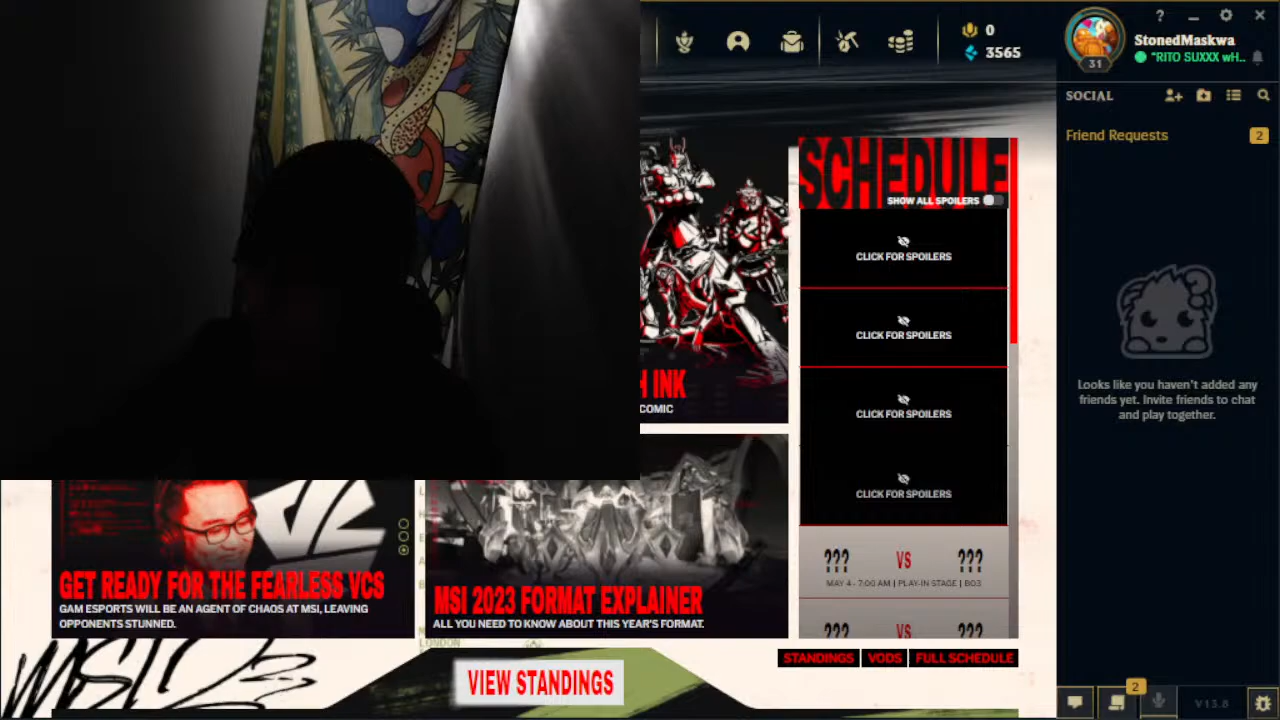 0
3565
?
StonedMaskwa
31
SOCIAL
Friend Requests
2
SCHEDULE
SHOW ALL SPOILERS
CLICK FOR SPOILERS
CLICK FOR SPOILERS
CLICK FOR SPOILERS
CLICK FOR SPOILERS
??? VS ???
MAY 4 - 7:00 AM | PLAY-IN STAGE | BO3
??? VS ???
INK
COMIC
Looks like you haven't added any
friends yet. Invite friends to chat
and play together.
GET READY FOR THE FEARLESS VCS
GAM ESPORTS WILL BE AN AGENT OF CHAOS AT MSI, LEAVING
OPPONENTS STUNNED.
MSI 2023 FORMAT EXPLAINER
ALL YOU NEED TO KNOW ABOUT THIS YEAR'S FORMAT.
LONDON
STANDINGS
VODS
FULL SCHEDULE
VIEW STANDINGS
2
V13.8